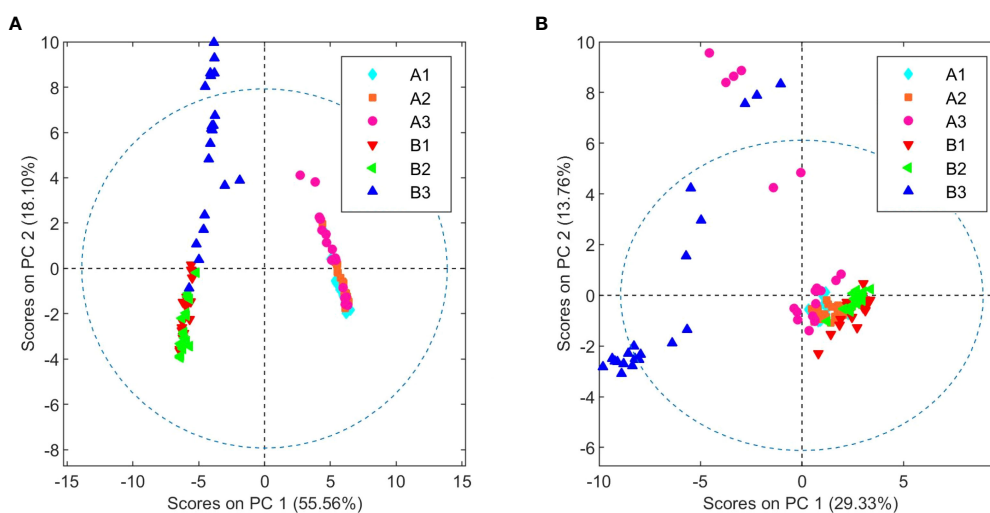 A
10
8
6
4
2
0
-2
-4
-6
-8
-15
-10
-5
0
5
10
15
Scores on PC 2 (18.10%)
Scores on PC 1 (55.56%)
A1
A2
A3
B1
B2
B3
B
10
8
6
4
2
0
-2
-4
-6
-10
-5
0
5
Scores on PC 2 (13.76%)
Scores on PC 1 (29.33%)
A1
A2
A3
B1
B2
B3